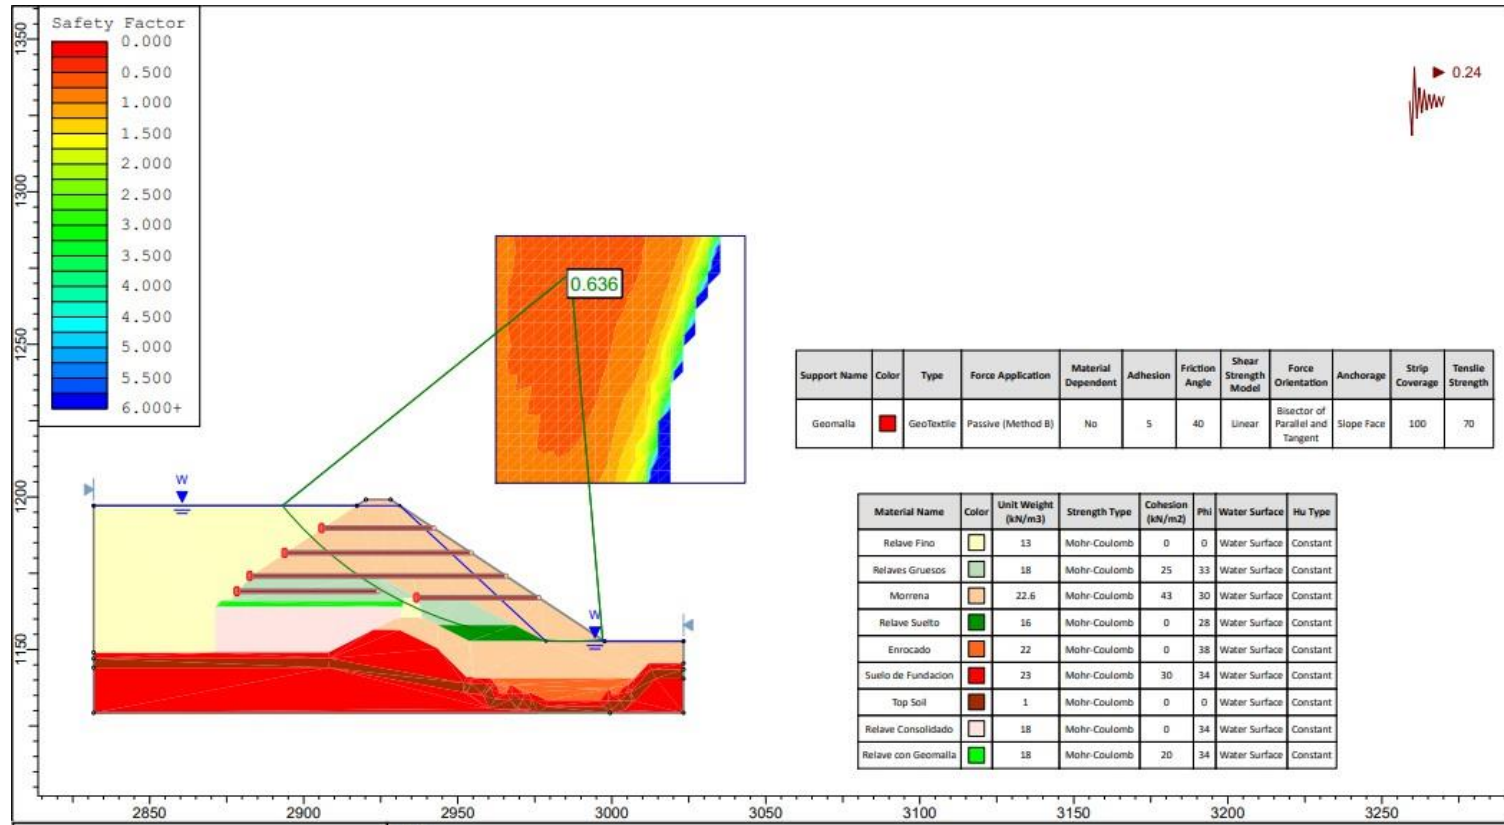 Safety Factor
0.000
0.500
1.000
1.500
2.000
2.500
3.000
3.500
4.000
4.500
5.000
5.500
6.000+
1350
1300
1250
1200
1150
0.24
0.636
W
W
Support Name Color Type Force Application Material Dependent Adhesion Friction Angle Shear Strength Model Force Orientation Anchorage Strip Coverage Tensile Strength
Geomalla GeoTextile Passive (Method B) No 5 40 Linear Bisector of Parallel and Tangent Slope Face 100 70
Material Name Color Unit Weight (kN/m3) Strength Type Cohesion (kN/m2) Phi Water Surface Hu Type
Relave Fino 13 Mohr-Coulomb 0 0 Water Surface Constant
Relaves Gruesos 18 Mohr-Coulomb 25 33 Water Surface Constant
Morrena 22.6 Mohr-Coulomb 43 30 Water Surface Constant
Relave Suelto 16 Mohr-Coulomb 0 28 Water Surface Constant
Enrocado 22 Mohr-Coulomb 0 38 Water Surface Constant
Suelo de Fundacion 23 Mohr-Coulomb 30 34 Water Surface Constant
Top Soil 1 Mohr-Coulomb 0 0 Water Surface Constant
Relave Consolidado 18 Mohr-Coulomb 0 34 Water Surface Constant
Relave con Geomalla 18 Mohr-Coulomb 20 34 Water Surface Constant
2850 2900 2950 3000 3050 3100 3150 3200 3250